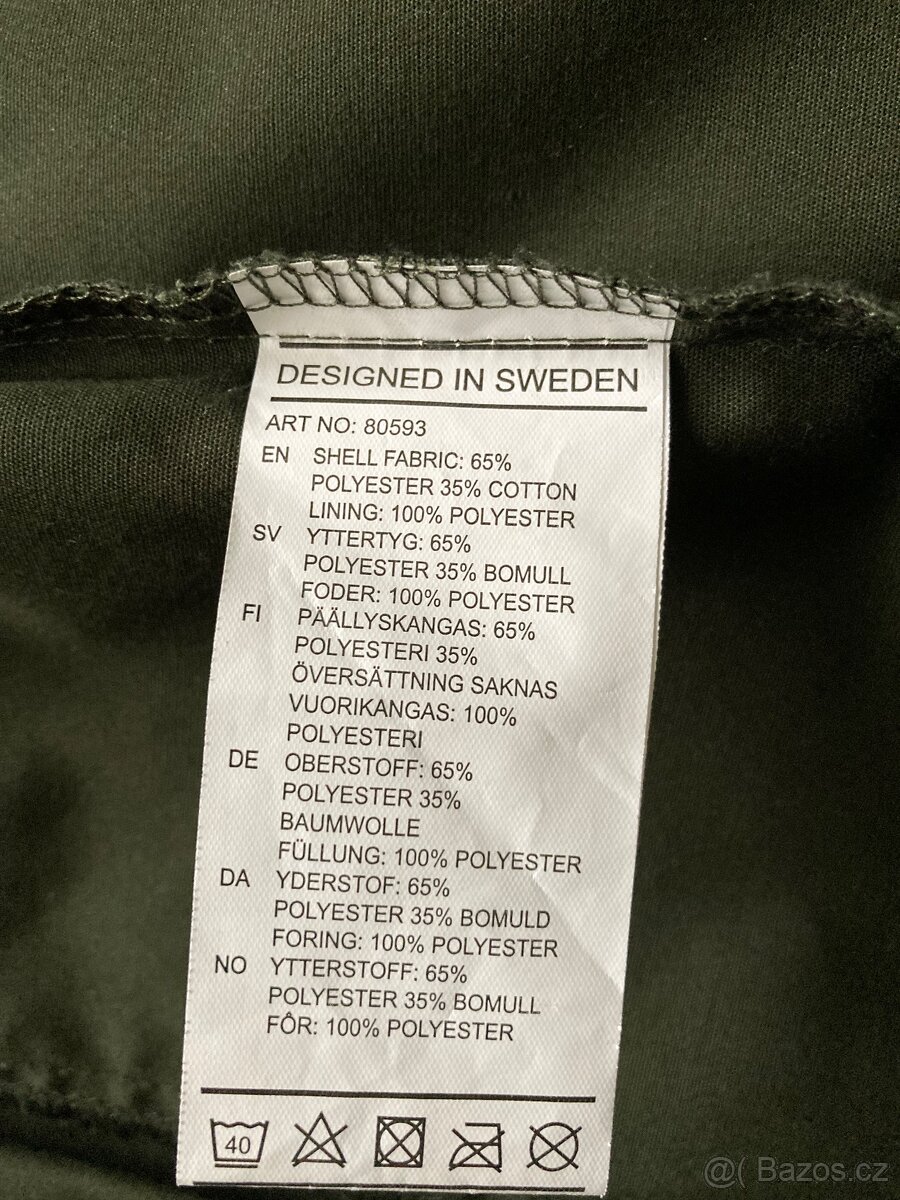 DESIGNED IN SWEDEN
ART NO: 80593
EN SHELL FABRIC: 65%
POLYESTER 35% COTTON
LINING: 100% POLYESTER
SV YTTERTYG: 65%
POLYESTER 35% BOMULL
FODER: 100% POLYESTER
FI PÄÄLLYSKANGAS: 65%
POLYESTERI 35%
ÖVERSÄTTNING SAKNAS
VUORIKANGAS: 100%
POLYESTERI
DE OBERSTOFF: 65%
POLYESTER 35%
BAUMWOLLE
FÜLLUNG: 100% POLYESTER
DA YDERSTOF: 65%
POLYESTER 35% BOMULD
FORING: 100% POLYESTER
NO YTTERSTOFF: 65%
POLYESTER 35% BOMULL
FÔR: 100% POLYESTER
40
@( Bazos.cz